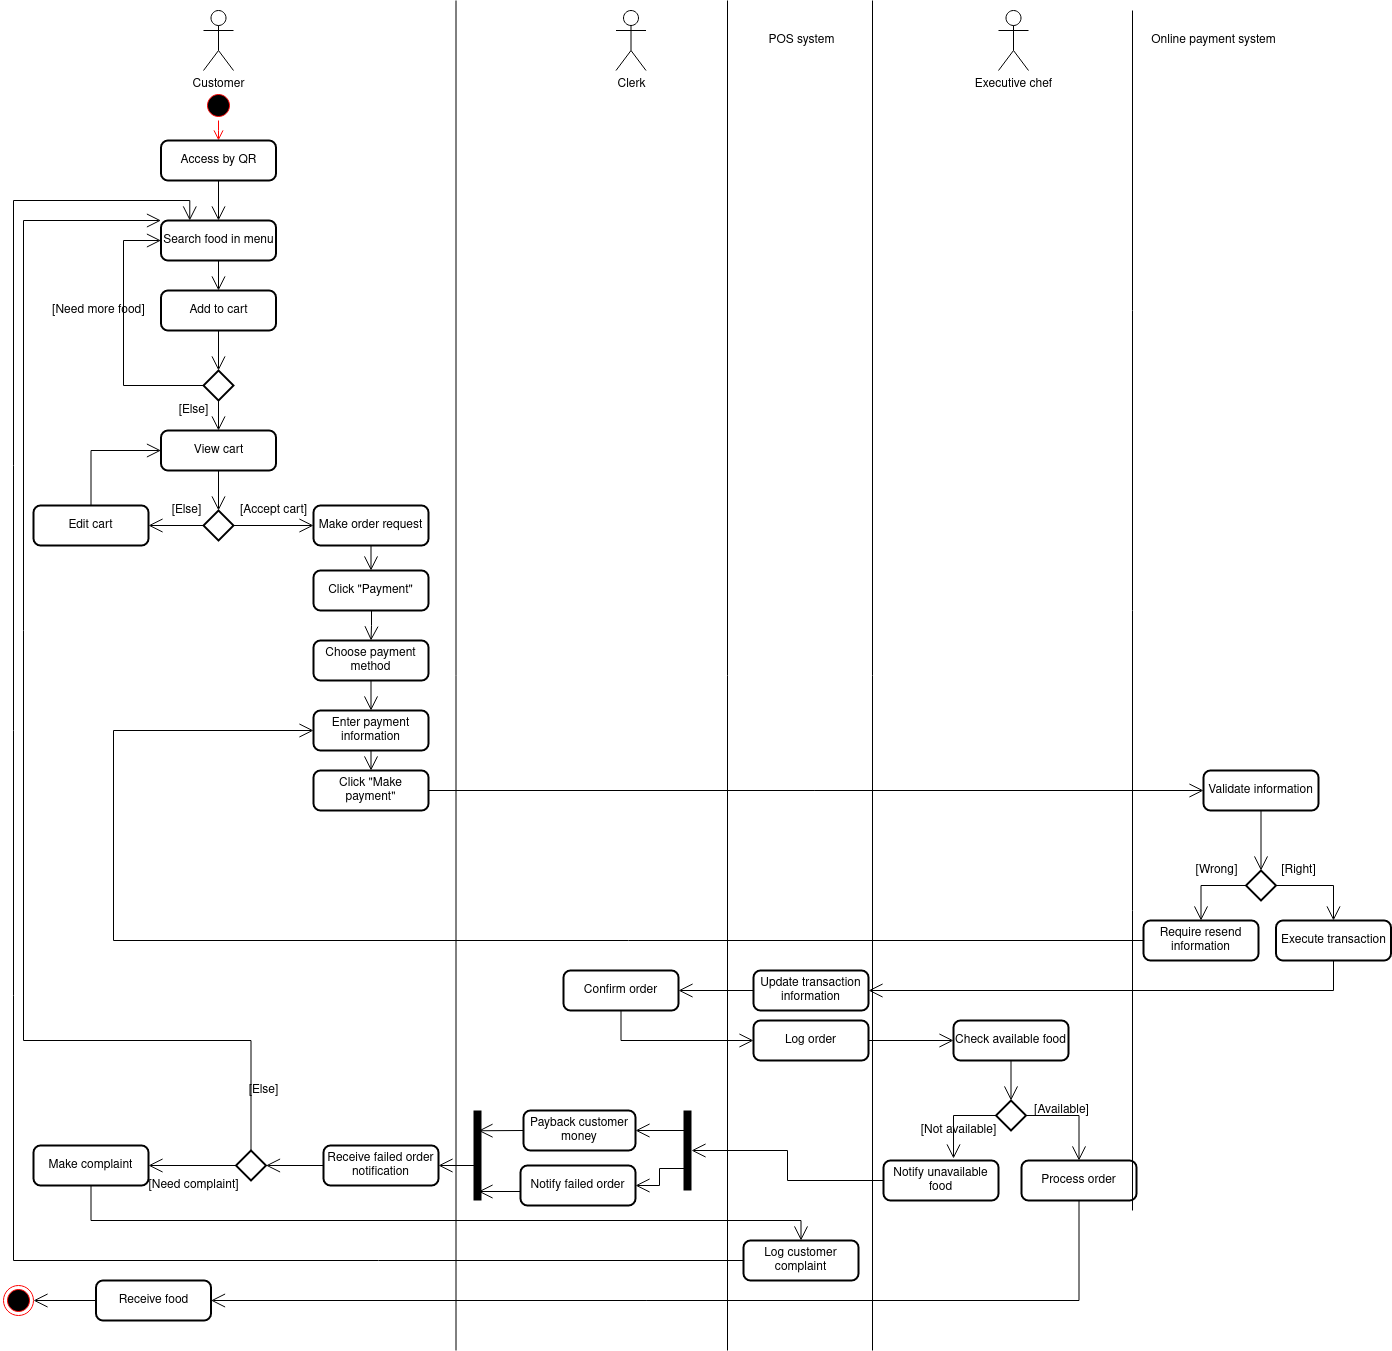 POS system
Online payment system
Customer
Clerk
Executive chef
Access by QR
Search food in menu
[Need more food]
Add to cart
[Else]
View cart
[Else]
[Accept cart]
Edit cart
Make order request
Click "Payment"
Choose payment
method
Enter payment
information
Click "Make
payment"
Validate information
[Wrong]
[Right]
Require resend
information
Execute transaction
Confirm order
Update transaction
information
Log order
Check available food
[Else]
[Available]
[Not available]
Payback customer
money
Make complaint
Receive failed order
notification
[Need complaint]
Notify failed order
Notify unavailable
food
Process order
Log customer
complaint
Receive food